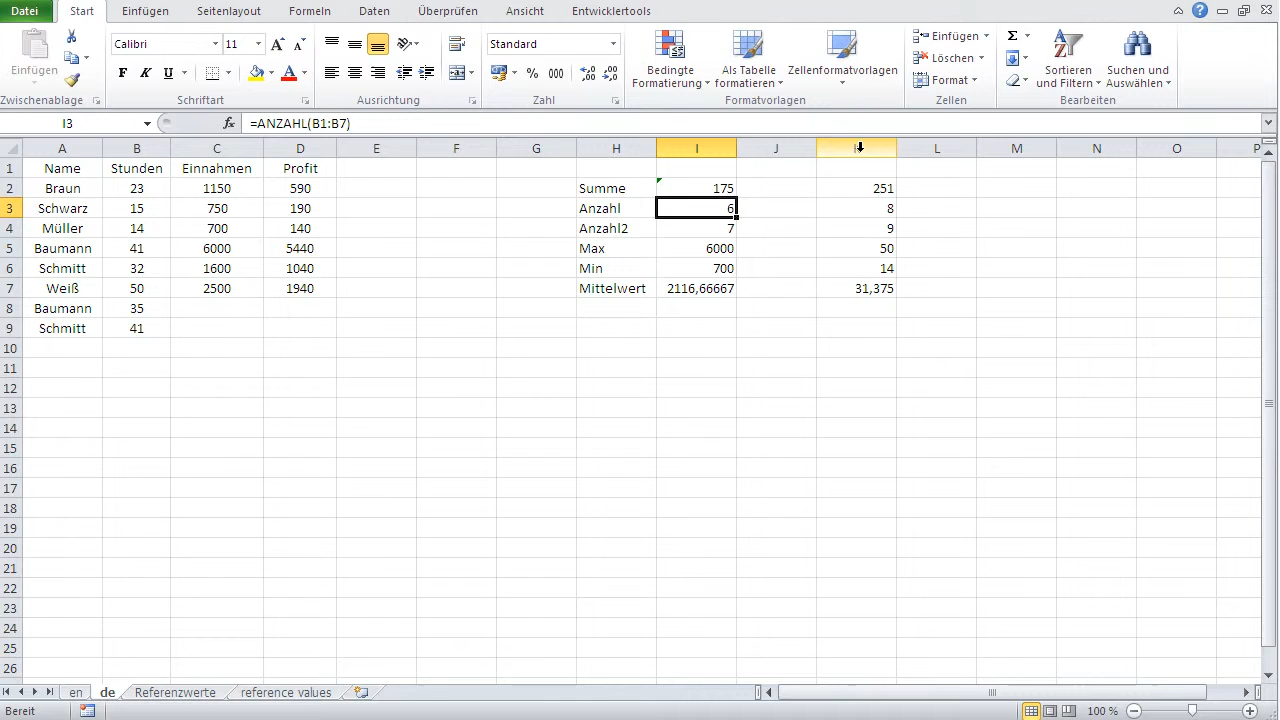 Datei Start Einfügen Seitenlayout Formeln Daten Überprüfen Ansicht Entwicklertools
Einfügen
Calibri 11
F K U
Standard
% 000
Bedingte Formatierung
Als Tabelle formatieren
Zellenformatvorlagen
Einfügen
Löschen
Format
Σ
Sortieren und Filtern
Suchen und Auswählen
Zwischenablage Schriftart Ausrichtung Zahl Formatvorlagen Zellen Bearbeiten
I3 fx =ANZAHL(B1:B7)
A B C D E F G H I J L M N O P
1 Name Stunden Einnahmen Profit
2 Braun 23 1150 590 Summe 175 251
3 Schwarz 15 750 190 Anzahl 6 8
4 Müller 14 700 140 Anzahl2 7 9
5 Baumann 41 6000 5440 Max 6000 50
6 Schmitt 32 1600 1040 Min 700 14
7 Weiß 50 2500 1940 Mittelwert 2116,66667 31,375
8 Baumann 35
9 Schmitt 41
10
11
12
13
14
15
16
17
18
19
20
21
22
23
24
25
26
en de Referenzwerte reference values
Bereit 100 %